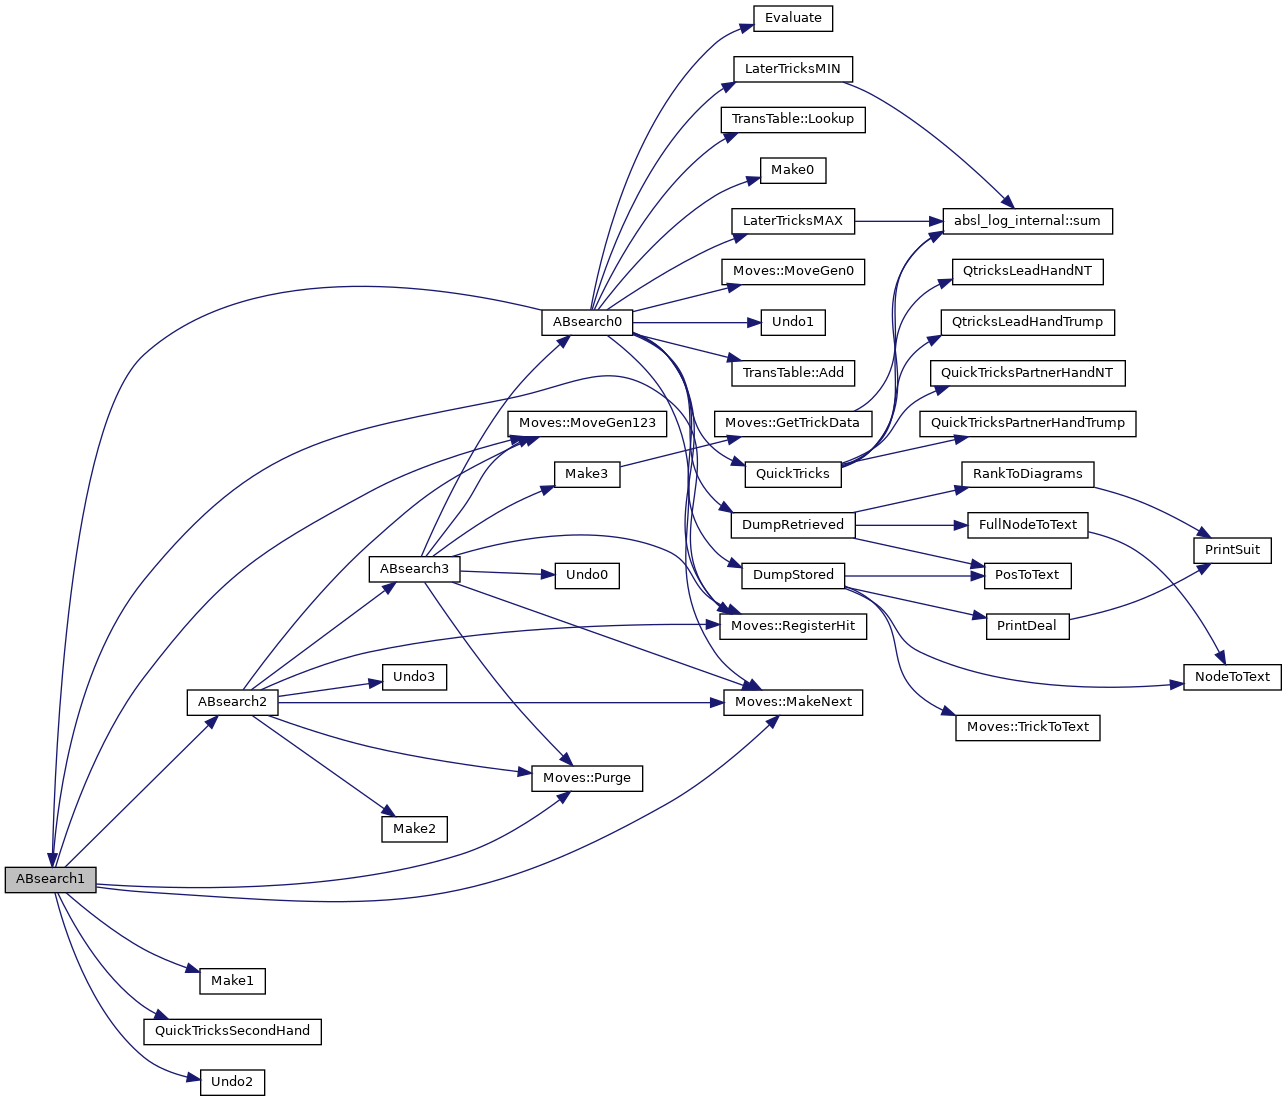 Evaluate
LaterTricksMIN
TransTable::Lookup
Make0
LaterTricksMAX
absl_log_internal::sum
Moves::MoveGen0
QtricksLeadHandNT
ABsearch0
Undo1
QtricksLeadHandTrump
TransTable::Add
QuickTricksPartnerHandNT
Moves::MoveGen123
Moves::GetTrickData
QuickTricksPartnerHandTrump
Make3
QuickTricks
RankToDiagrams
DumpRetrieved
FullNodeToText
PrintSuit
ABsearch3
Undo0
DumpStored
PosToText
Moves::RegisterHit
PrintDeal
Undo3
NodeToText
ABsearch2
Moves::MakeNext
Moves::TrickToText
Moves::Purge
Make2
ABsearch1
Make1
QuickTricksSecondHand
Undo2